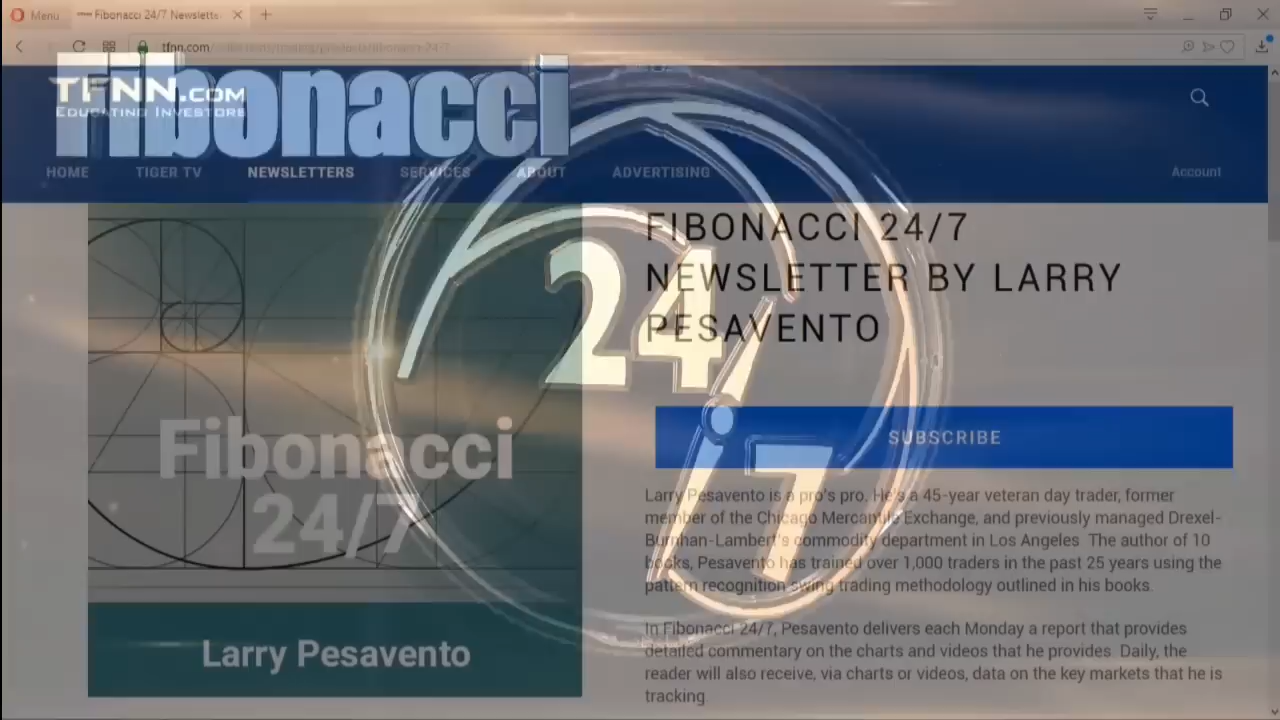 Menu
Fibonacci 24/7 Newslette
tfnn.com/
Fibonacci
TFNN.COM
EDUCATING INVESTORS
HOME TIGER TV NEWSLETTERS SERVICES ABOUT ADVERTISING Account
24
7
FIBONACCI 24/7
NEWSLETTER BY LARRY
PESAVENTO
Fibonacci
24/7
Larry Pesavento
SUBSCRIBE
Larry Pesavento is a pro's pro. He's a 45-year veteran day trader, former
member of the Chicago Mercantile Exchange, and previously managed Drexel-
Burnhan-Lambert's commodity department in Los Angeles. The author of 10
books, Pesavento has trained over 1,000 traders in the past 25 years using the
pattern recognition swing trading methodology outlined in his books.
In Fibonacci 24/7, Pesavento delivers each Monday a report that provides
detailed commentary on the charts and videos that he provides. Daily, the
reader will also receive, via charts or videos, data on the key markets that he is
tracking.